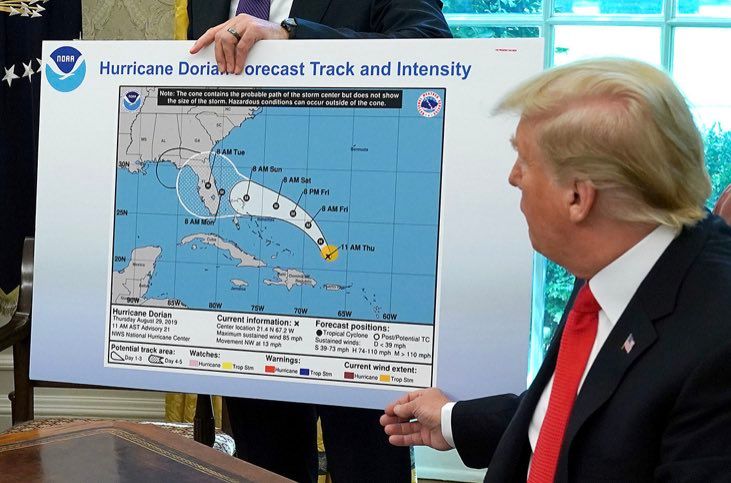 NOAA
Hurricane Dorian Forecast Track and Intensity
Note: The cone contains the probable path of the storm center but does not show
the size of the storm. Hazardous conditions can occur outside of the cone.
SC
MS
AL
GA
Bermuda
30N
8 AM Tue
8 AM Sun
8 AM Sat
8 PM Fri
8 AM Fri
25N
8 AM Mon
11 AM Thu
20N
90W
85W
80W
75W
70W
65W
60W
Hurricane Dorian
Thursday August 29, 2019
11 AM AST Advisory 21
NWS National Hurricane Center
Current information: ×
Center location 21.4 N 67.2 W
Maximum sustained wind 85 mph
Movement NW at 13 mph
Forecast positions:
Tropical Cyclone
Post/Potential TC
Sustained winds:
D < 39 mph
S 39-73 mph H 74-110 mph M > 110 mph
Potential track area:
Day 1-3
Day 4-5
Watches:
Hurricane
Trop Stm
Warnings:
Hurricane
Trop Stm
Current wind extent:
Hurricane
Trop Stm